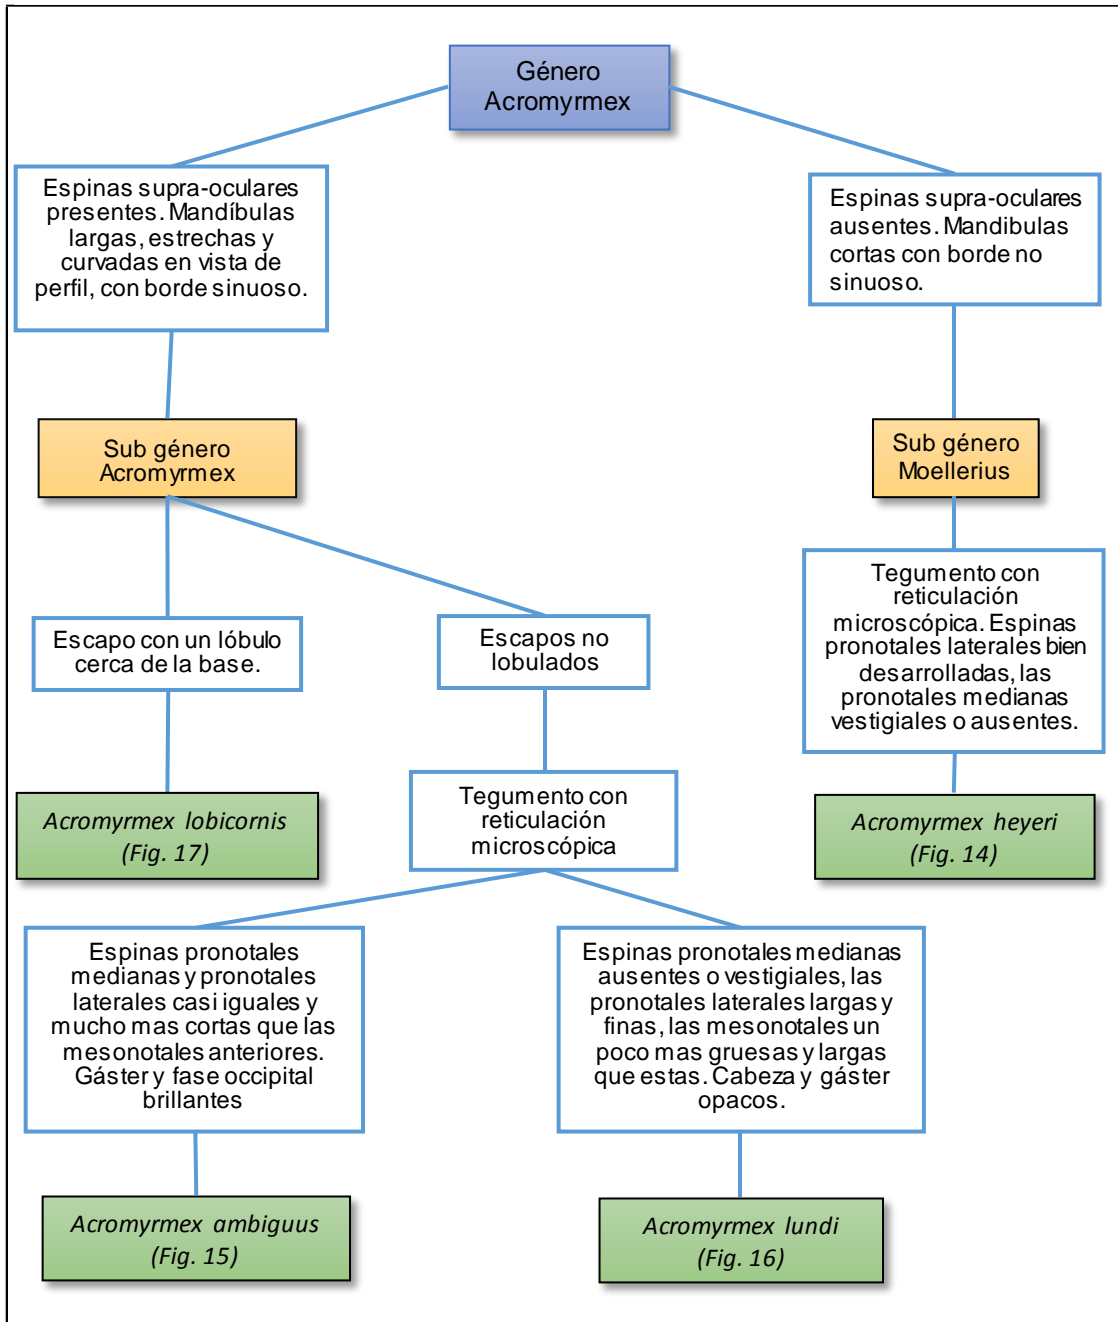 Género
Acromyrmex
Espinas supra-oculares
presentes. Mandíbulas
largas, estrechas y
curvadas en vista de
perfil, con borde sinuoso.
Espinas supra-oculares
ausentes. Mandibulas
cortas con borde no
sinuoso.
Sub género
Acromyrmex
Sub género
Moellerius
Escapo con un lóbulo
cerca de la base.
Escapos no
lobulados
Tegumento con
reticulación
microscópica. Espinas
pronotales laterales bien
desarrolladas, las
pronotales medianas
vestigiales o ausentes.
Acromyrmex lobicornis
(Fig. 17)
Tegumento con
reticulación
microscópica
Acromyrmex heyeri
(Fig. 14)
Espinas pronotales
medianas y pronotales
laterales casi iguales y
mucho mas cortas que las
mesonotales anteriores.
Gáster y fase occipital
brillantes
Espinas pronotales medianas
ausentes o vestigiales, las
pronotales laterales largas y
finas, las mesonotales un
poco mas gruesas y largas
que estas. Cabeza y gáster
opacos.
Acromyrmex ambiguus
(Fig. 15)
Acromyrmex lundi
(Fig. 16)